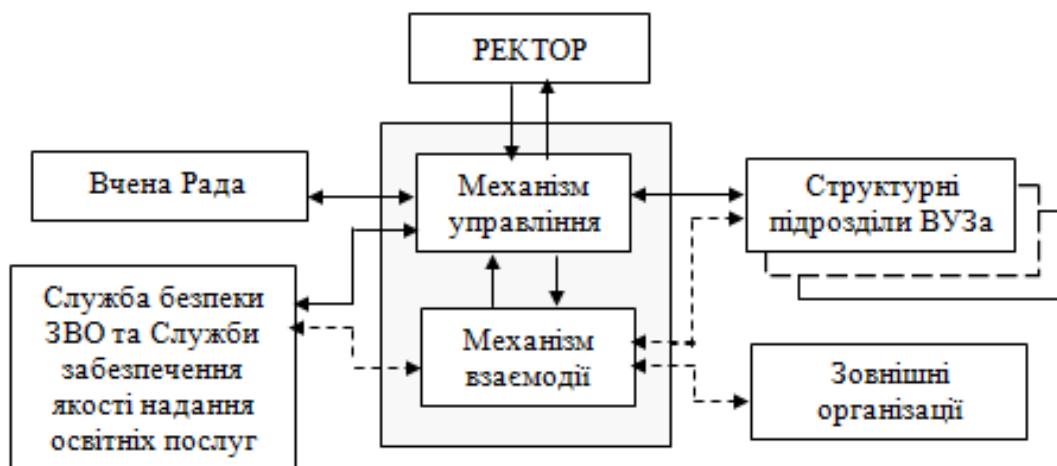 РЕКТОР
Вчена Рада
Механізм
управління
Структурні
підрозділи ВУЗа
Служба безпеки
ЗВО та Служби
забезпечення
якості надання
освітніх послуг
Механізм
взаємодії
Зовнішні
організації